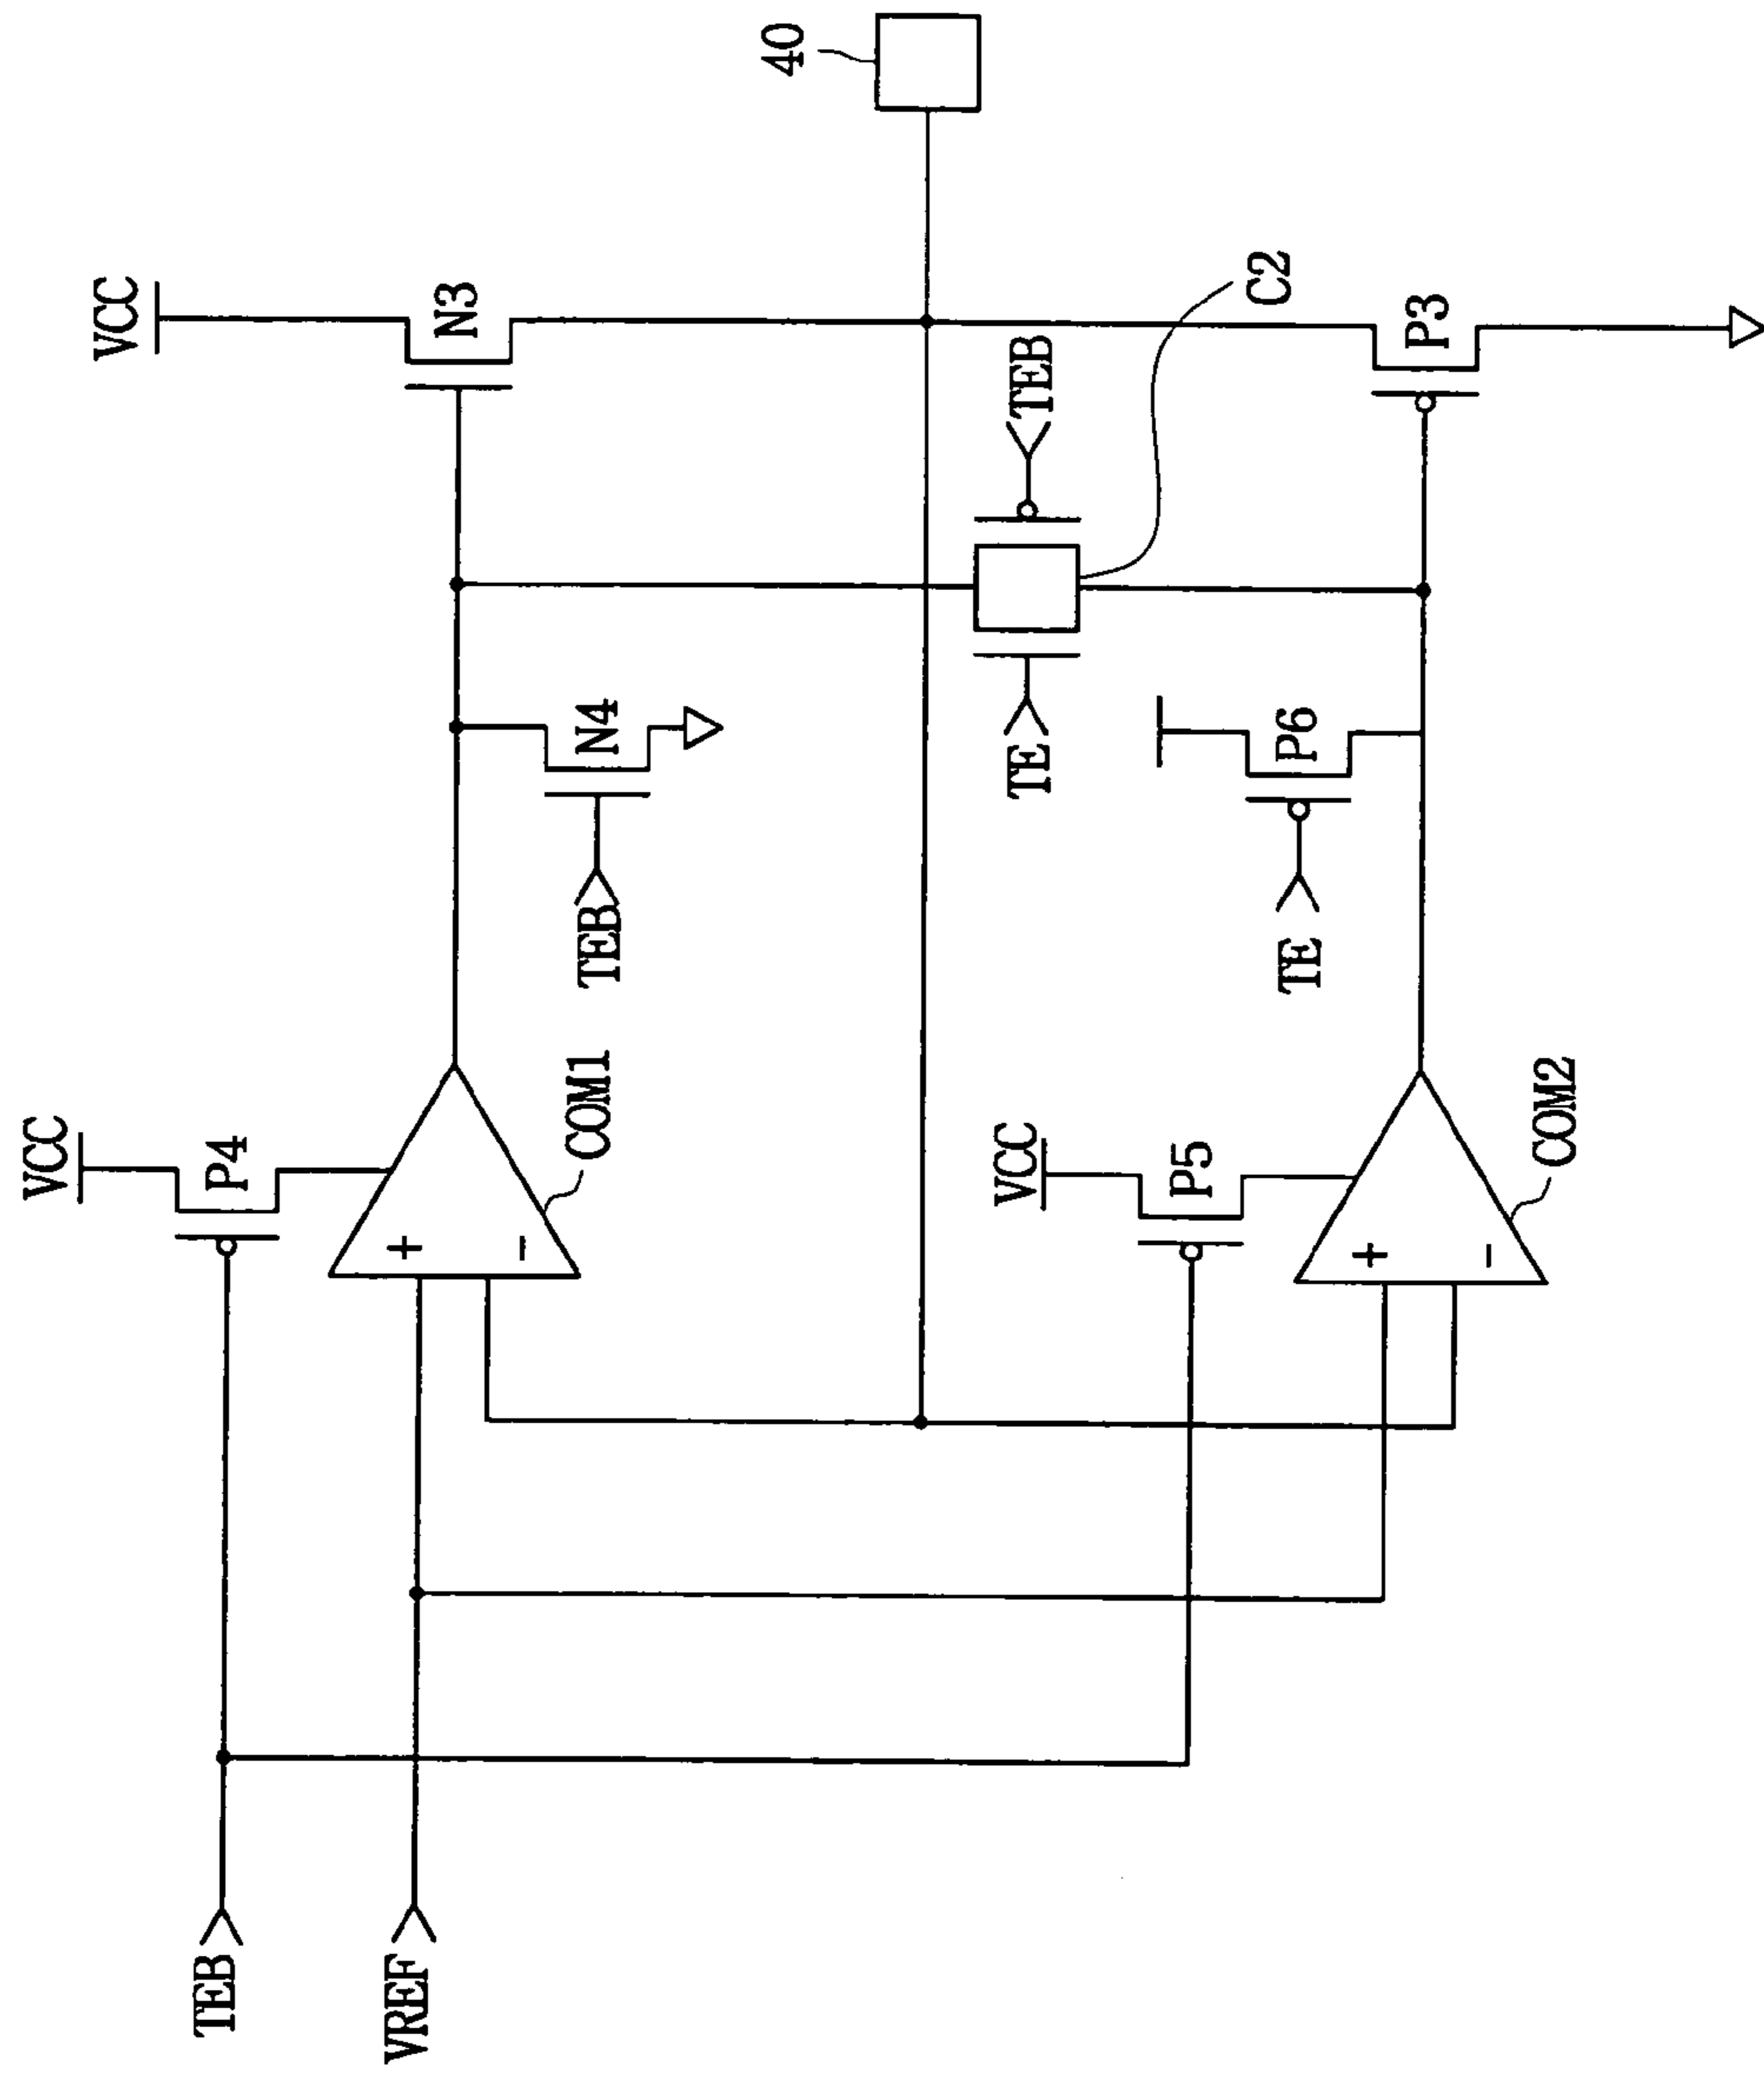 40
VCC
N3
C2
P3
TEB
N4
TEB
TE
P6
TE
VCC
P4
COM1
+
-
VCC
P5
COM2
+
-
TEB
VREF